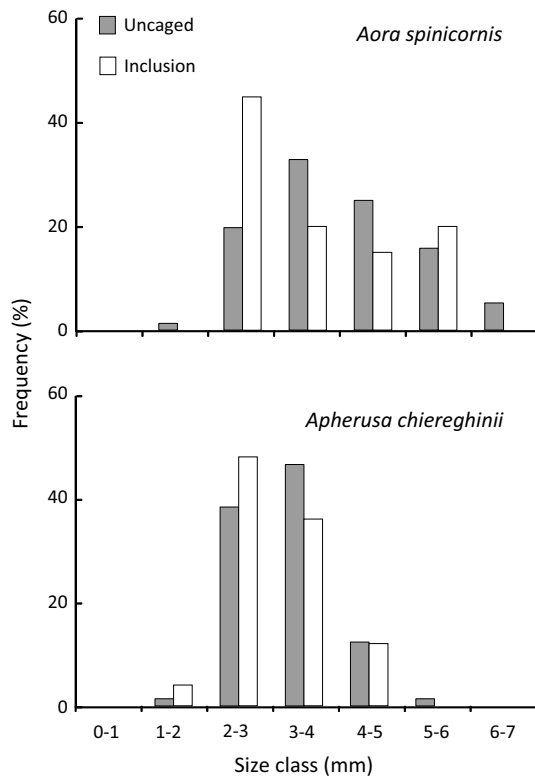 60
Uncaged
Aora spinicornis
Inclusion
40
20
0
Frequency (%)
60
Apherusa chiereghinii
40
20
0
0-1 1-2 2-3 3-4 4-5 5-6 6-7
Size class (mm)